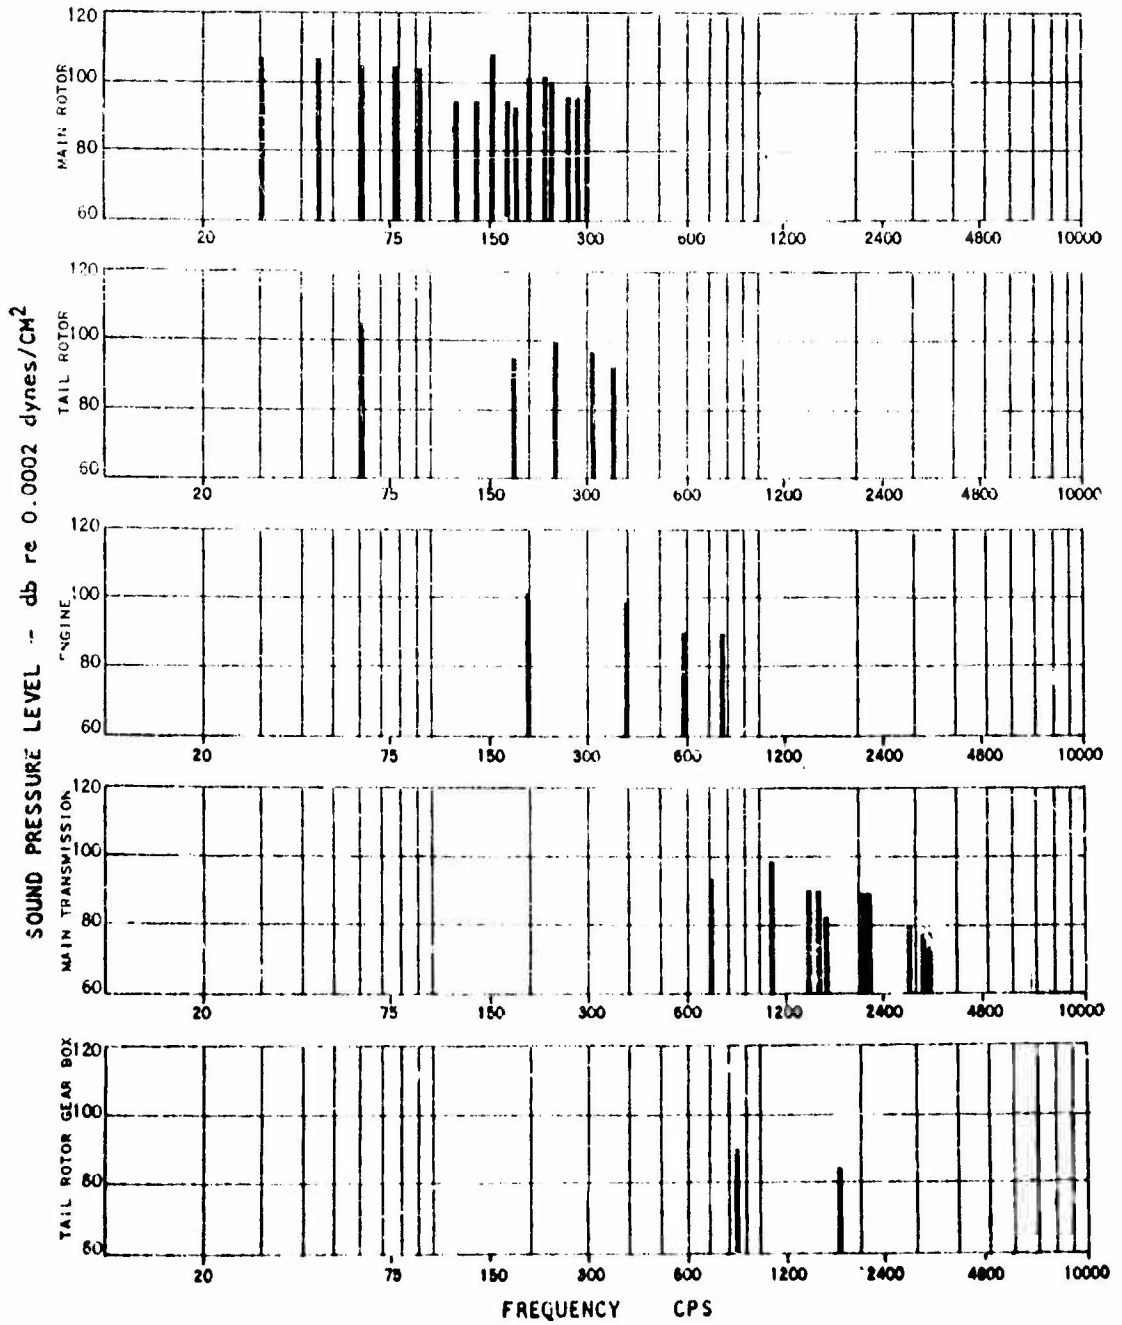 SOUND PRESSURE LEVEL -- db re 0.0002 dynes/CM²
MAIN ROTOR
120
100
80
60
20 75 150 300 600 1200 2400 4800 10000
TAIL ROTOR
120
100
80
60
20 75 150 300 600 1200 2400 4800 10000
ENGINE
120
100
80
60
20 75 150 300 600 1200 2400 4800 10000
MAIN TRANSMISSION
120
100
80
60
20 75 150 300 600 1200 2400 4800 10000
TAIL ROTOR GEAR BOX
120
100
80
60
20 75 150 300 600 1200 2400 4800 10000
FREQUENCY CPS